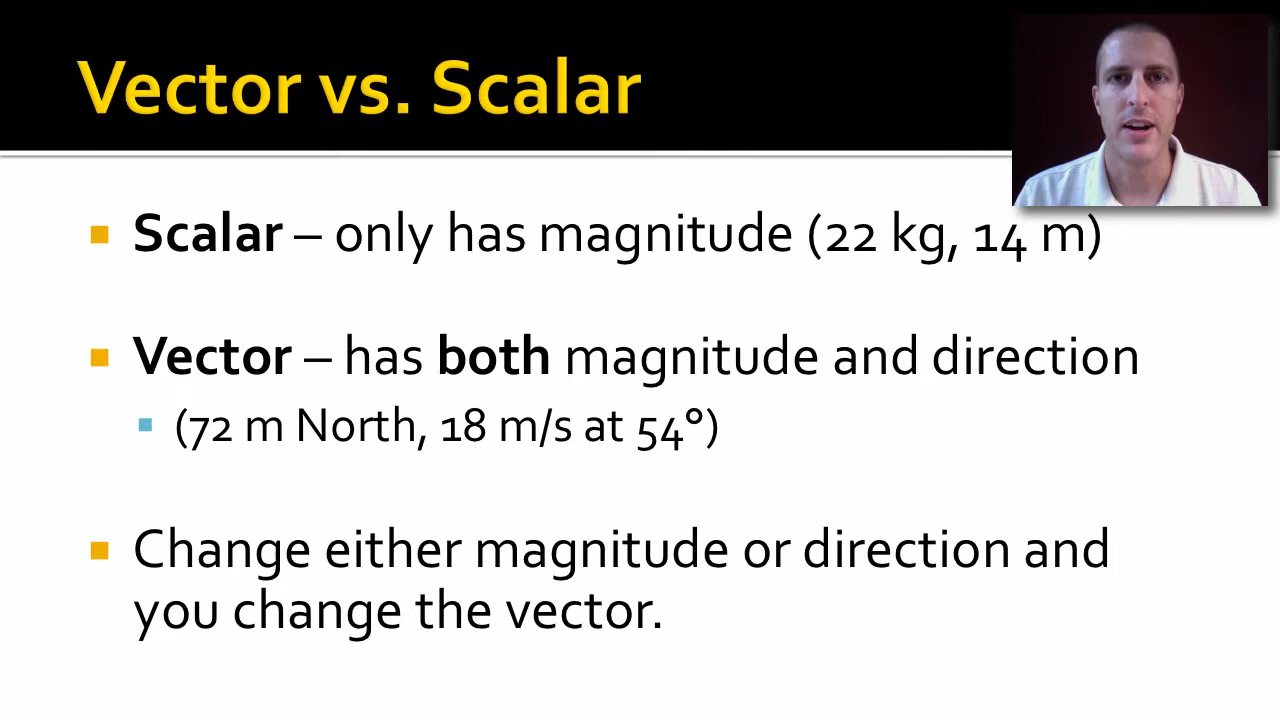 Vector vs. Scalar
Scalar – only has magnitude (22 kg, 14 m)
Vector – has both magnitude and direction
(72 m North, 18 m/s at 54°)
Change either magnitude or direction and
you change the vector.